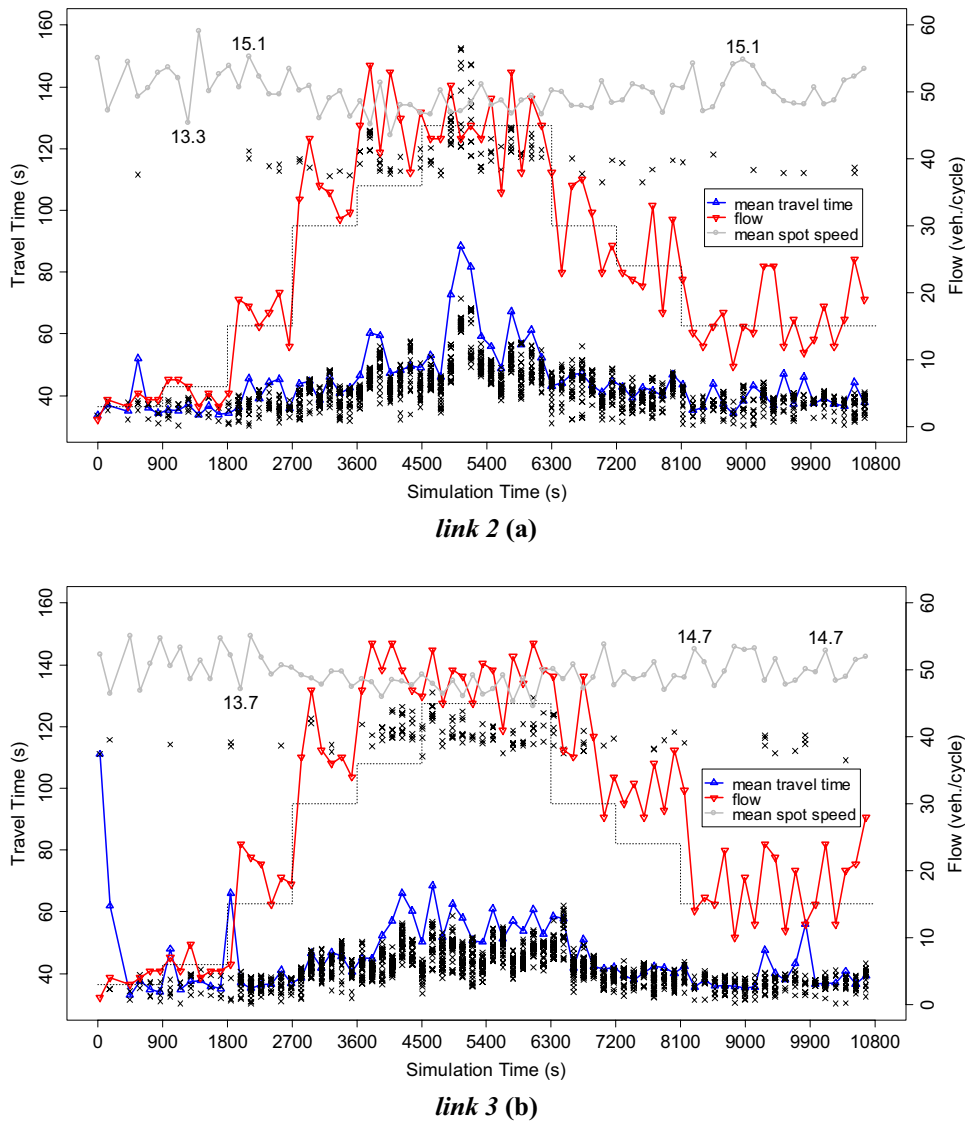 160
140
120
100
80
60
40
Travel Time (s)
15.1
13.3
15.1
60
50
40
30
20
10
0
Flow (veh./cycle)
mean travel time
flow
mean spot speed
0 900 1800 2700 3600 4500 5400 6300 7200 8100 9000 9900 10800
Simulation Time (s)
link 2 (a)
160
140
120
100
80
60
40
Travel Time (s)
13.7
14.7
14.7
60
50
40
30
20
10
0
Flow (veh./cycle)
mean travel time
flow
mean spot speed
0 900 1800 2700 3600 4500 5400 6300 7200 8100 9000 9900 10800
Simulation Time (s)
link 3 (b)